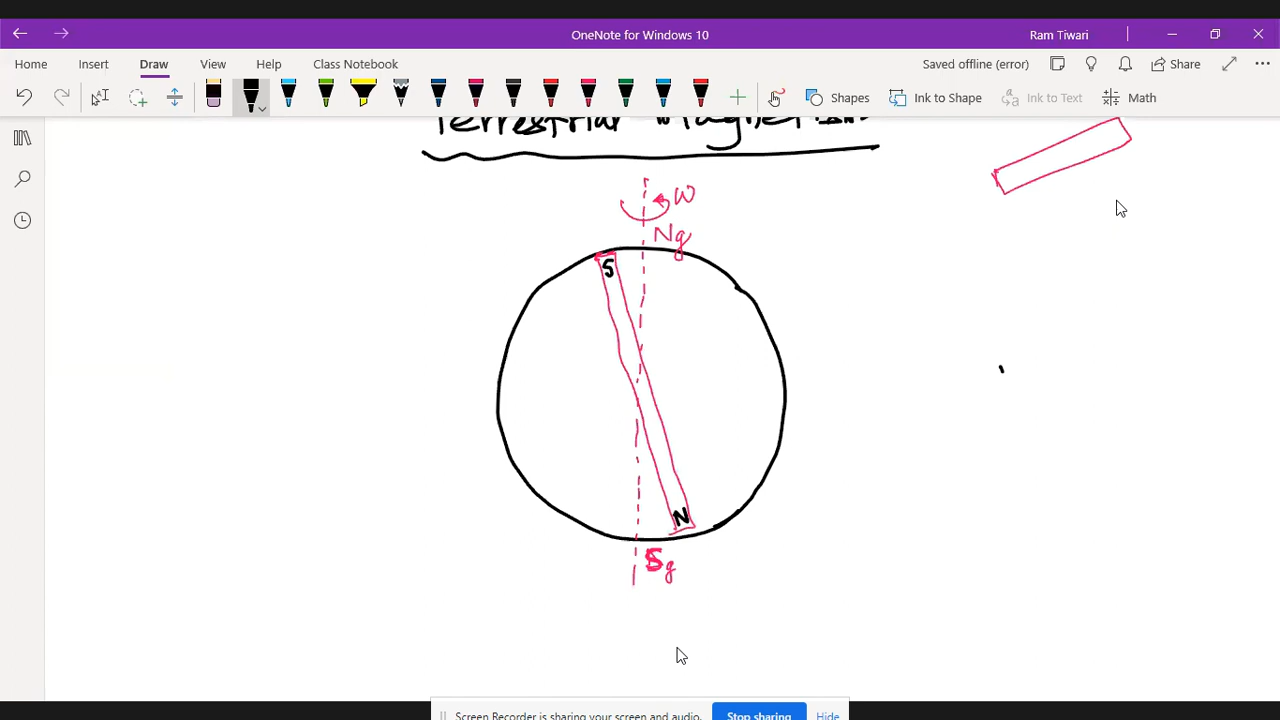 OneNote for Windows 10
Ram Tiwari
Home Insert Draw View Help Class Notebook
Saved offline (error)
Share
Shapes
Ink to Shape
Ink to Text
Math
Terrestrial Magnetism
W
Ng
S
N
Sg
Screen Recorder is sharing your screen and audio.
Stop sharing
Hide